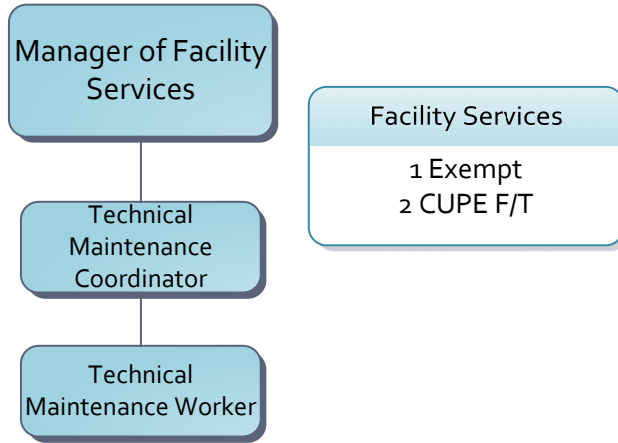 Manager of Facility
Services
Technical
Maintenance
Coordinator
Technical
Maintenance Worker
Facility Services
1 Exempt
2 CUPE F/T